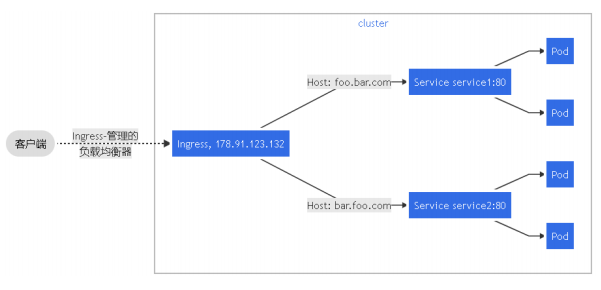 cluster
客户端
Ingress-管理的
负载均衡器
Ingress, 178.91.123.132
Host: foo.bar.com
Service service1:80
Pod
Pod
Host: bar.foo.com
Service service2:80
Pod
Pod